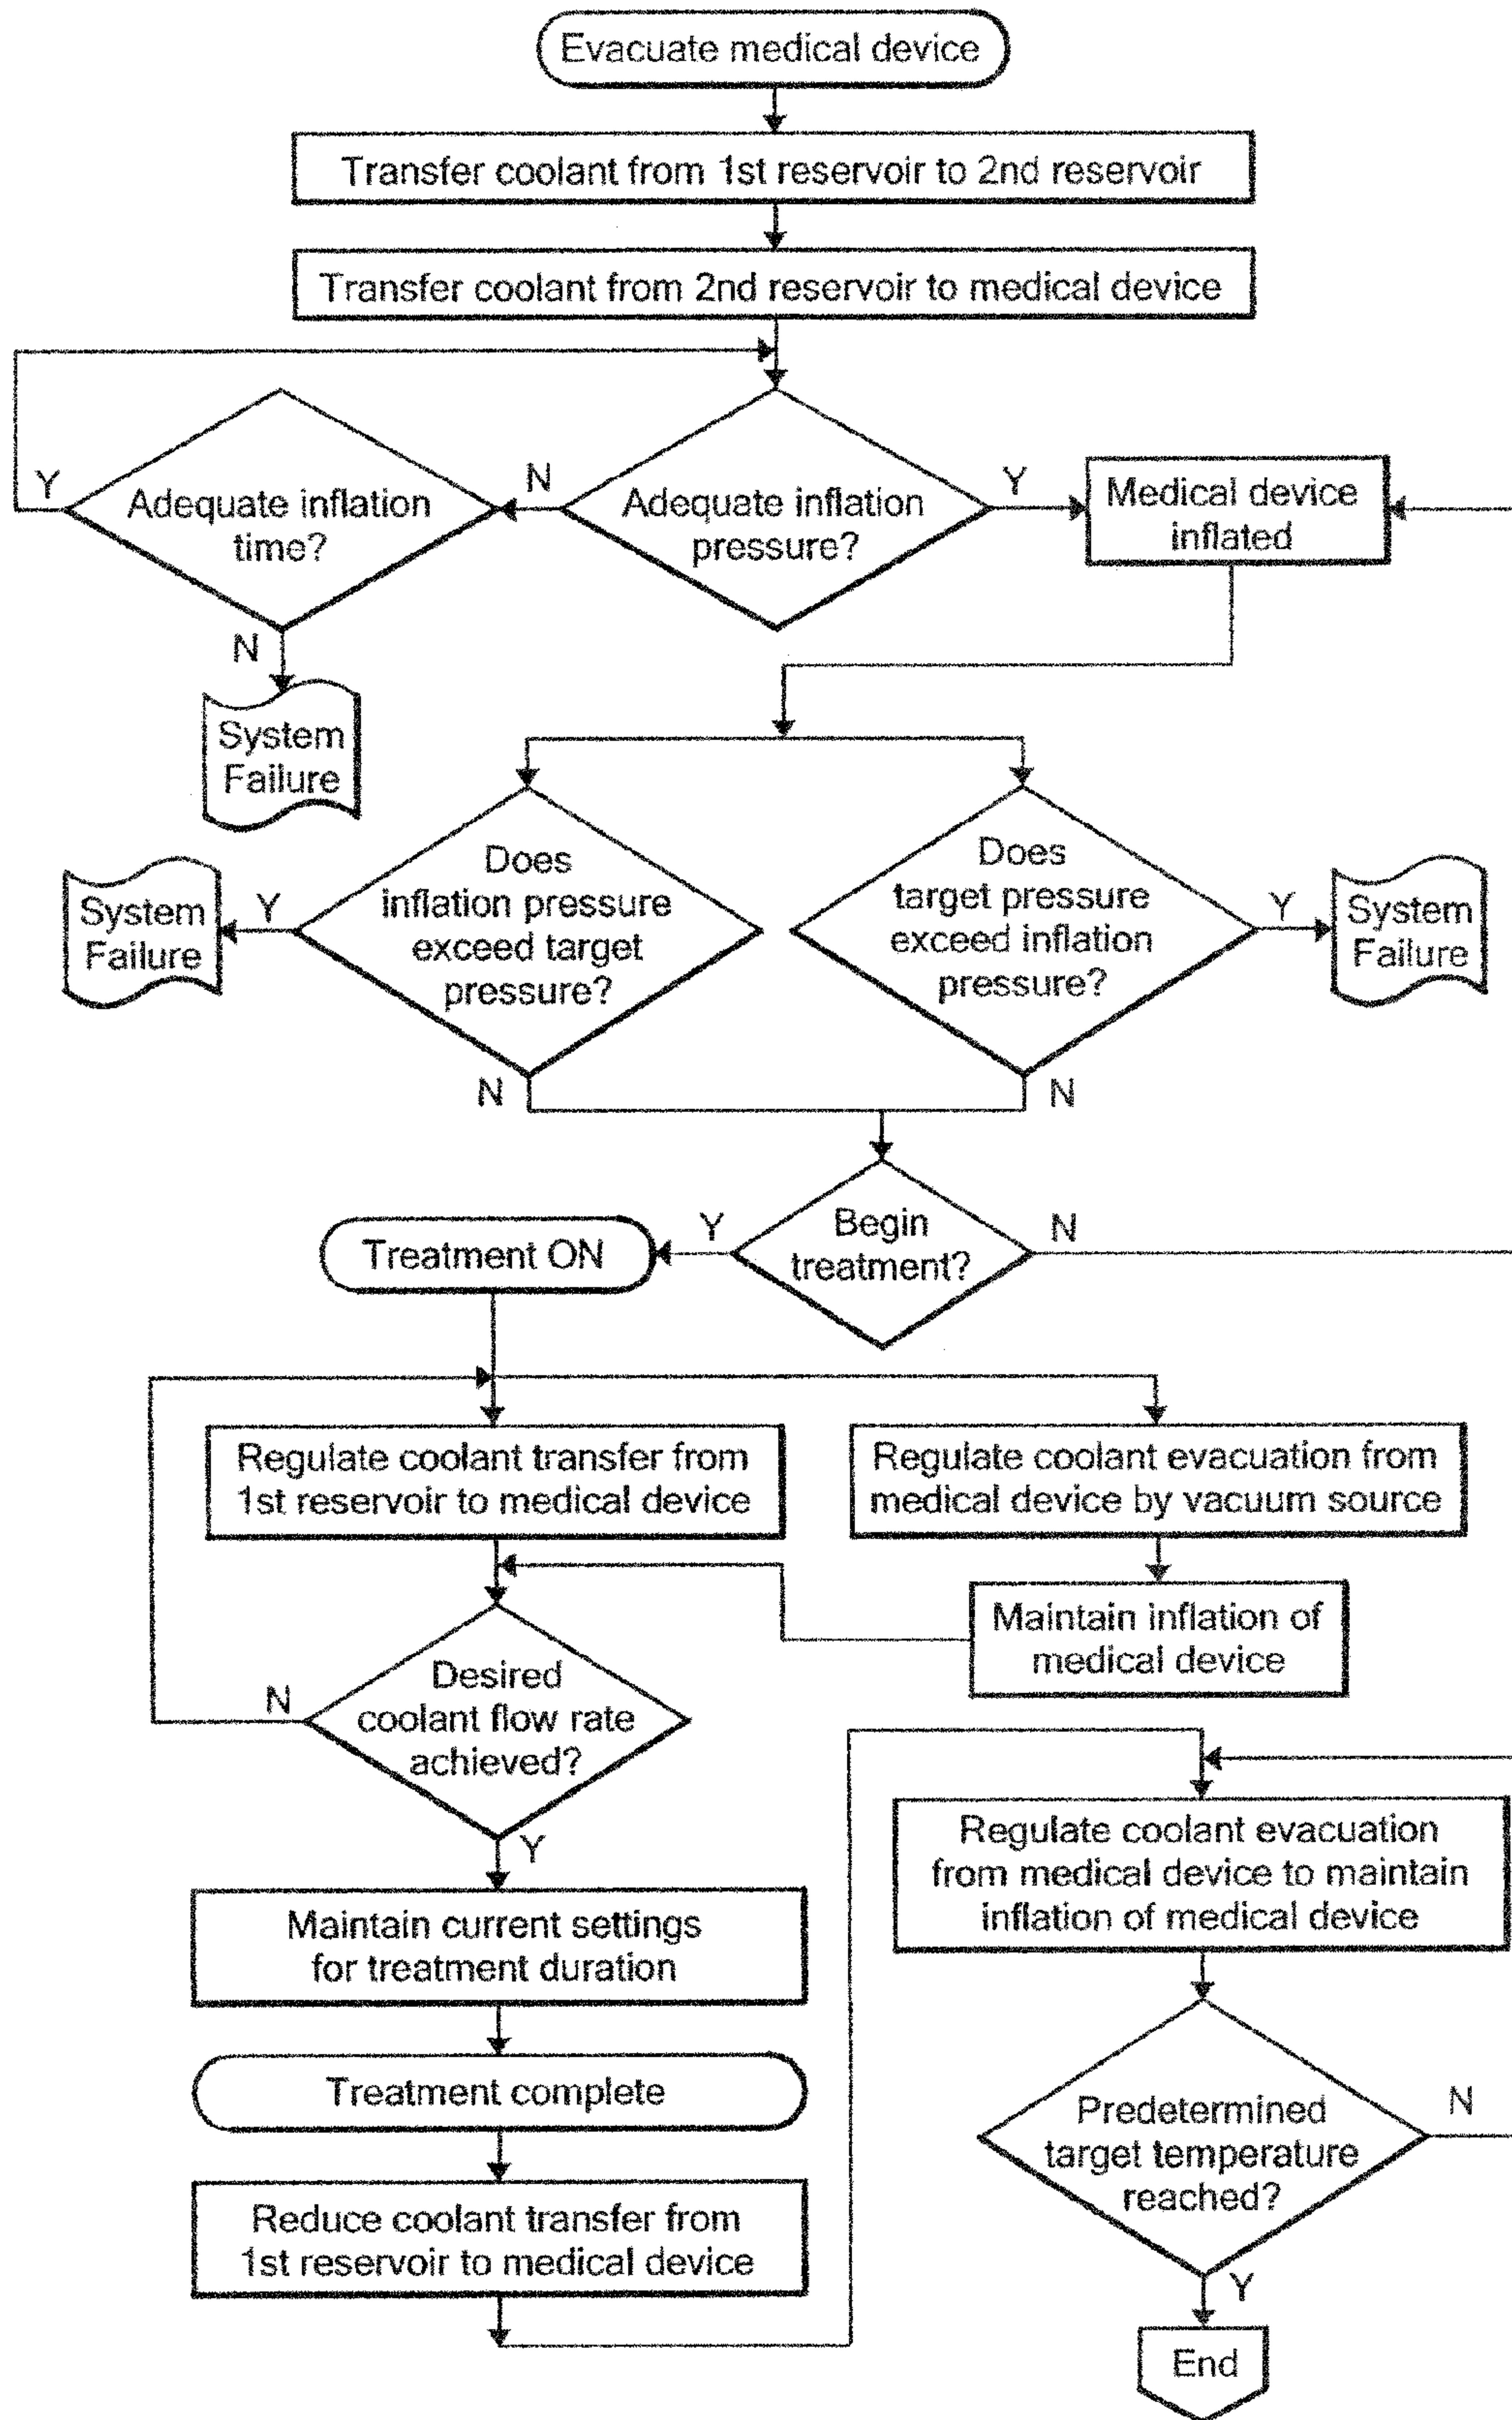 Evacuate medical device
Transfer coolant from 1st reservoir to 2nd reservoir
Transfer coolant from 2nd reservoir to medical device
Y
Adequate inflation
time?
N
Adequate inflation
pressure?
Y
Medical device
inflated
N
System
Failure
System
Failure
Y
Does
inflation pressure
exceed target
pressure?
Does
target pressure
exceed inflation
pressure?
Y
System
Failure
N
N
Treatment ON
Y
Begin
treatment?
N
Regulate coolant transfer from
1st reservoir to medical device
Regulate coolant evacuation from
medical device by vacuum source
Maintain inflation of
medical device
N
Desired
coolant flow rate
achieved?
Y
Maintain current settings
for treatment duration
Treatment complete
Reduce coolant transfer from
1st reservoir to medical device
Regulate coolant evacuation
from medical device to maintain
inflation of medical device
Predetermined
target temperature
reached?
N
Y
End